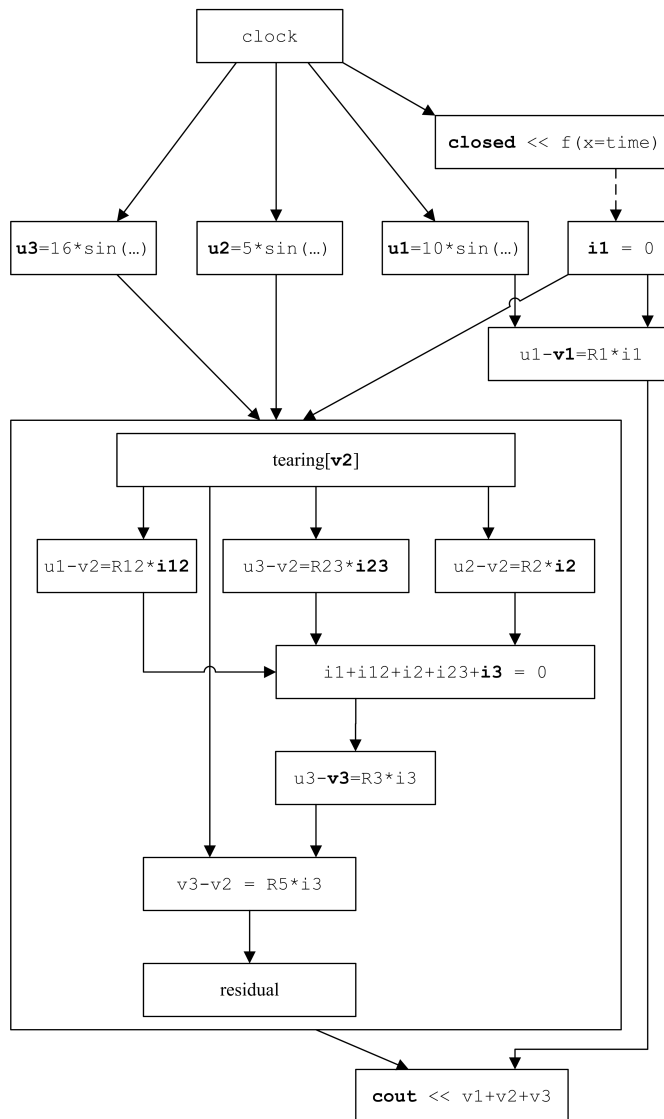 clock
closed << f(x=time)
u3=16*sin(…)
u2=5*sin(…)
u1=10*sin(…)
i1 = 0
u1-v1=R1*i1
tearing[v2]
u1-v2=R12*i12
u3-v2=R23*i23
u2-v2=R2*i2
i1+i12+i2+i23+i3 = 0
u3-v3=R3*i3
v3-v2 = R5*i3
residual
cout << v1+v2+v3